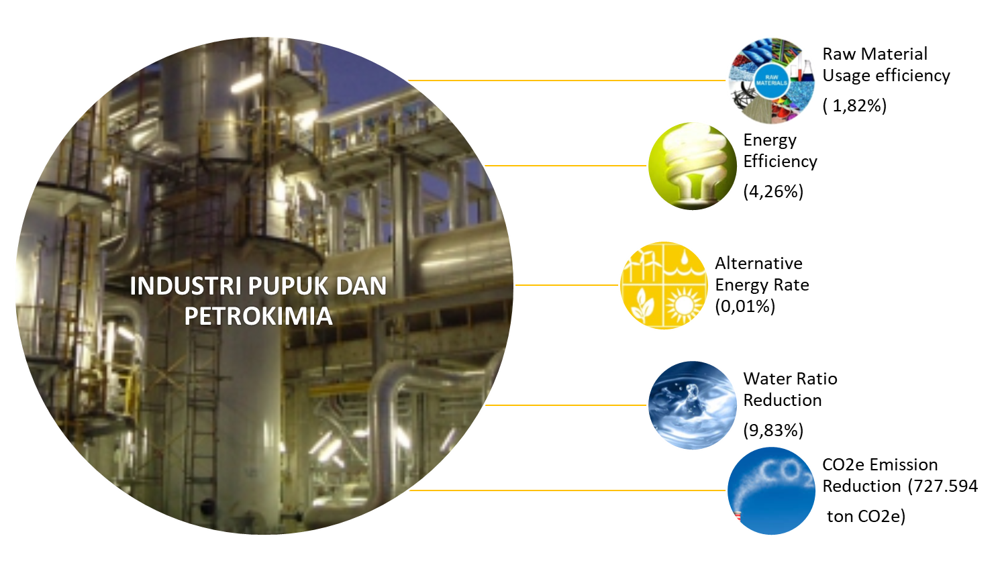 INDUSTRI PUPUK DAN
PETROKIMIA
RAW
MATERIALS
Raw Material
Usage efficiency
( 1,82%)
Energy
Efficiency
(4,26%)
Alternative
Energy Rate
(0,01%)
Water Ratio
Reduction
(9,83%)
CO2
CO2e Emission
Reduction (727.594
ton CO2e)